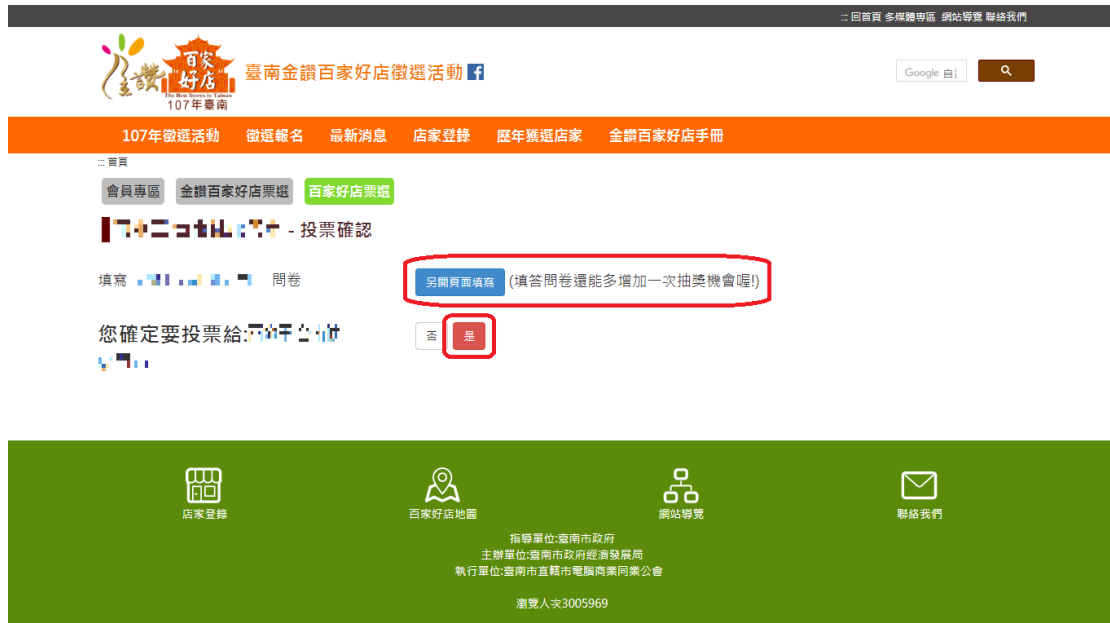 ::: 回首頁 多媒體專區 網站導覽 聯絡我們
金讚 百家好店
The Best Stores in Tainan
107年臺南
臺南金讚百家好店徵選活動
Google 自
107年徵選活動 徵選報名 最新消息 店家登錄 歷年獲選店家 金讚百家好店手冊
::: 首頁
會員專區 金讚百家好店票選 百家好店票選
- 投票確認
填寫 問卷 另開頁面填寫 (填答問卷還能多增加一次抽獎機會喔!)
您確定要投票給: 否 是
店家登錄 百家好店地圖 網站導覽 聯絡我們
指導單位:臺南市政府
主辦單位:臺南市政府經濟發展局
執行單位:臺南市直轄市電腦商業同業公會
瀏覽人次3005969